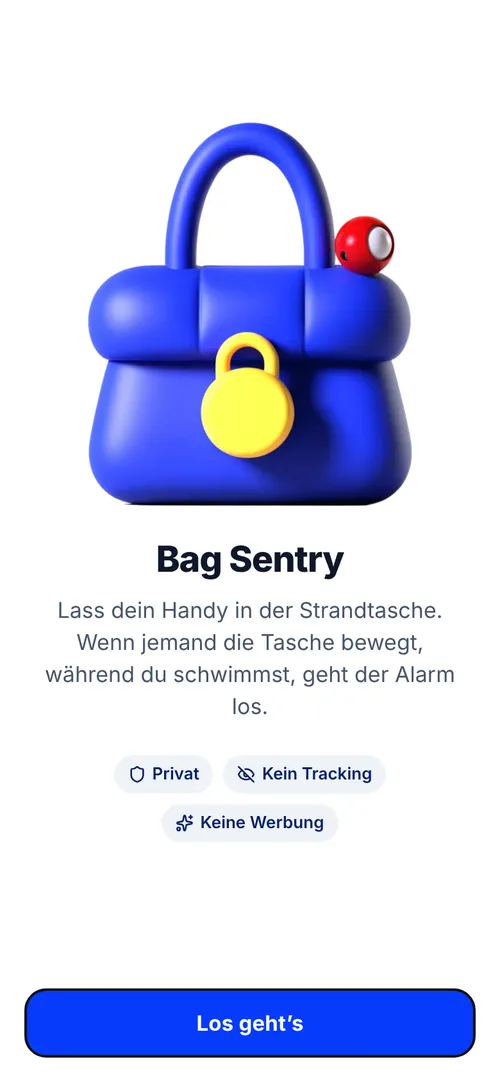 Bag Sentry
Lass dein Handy in der Strandtasche.
Wenn jemand die Tasche bewegt,
während du schwimmst, geht der Alarm
los.
Privat
Kein Tracking
Keine Werbung
Los geht’s